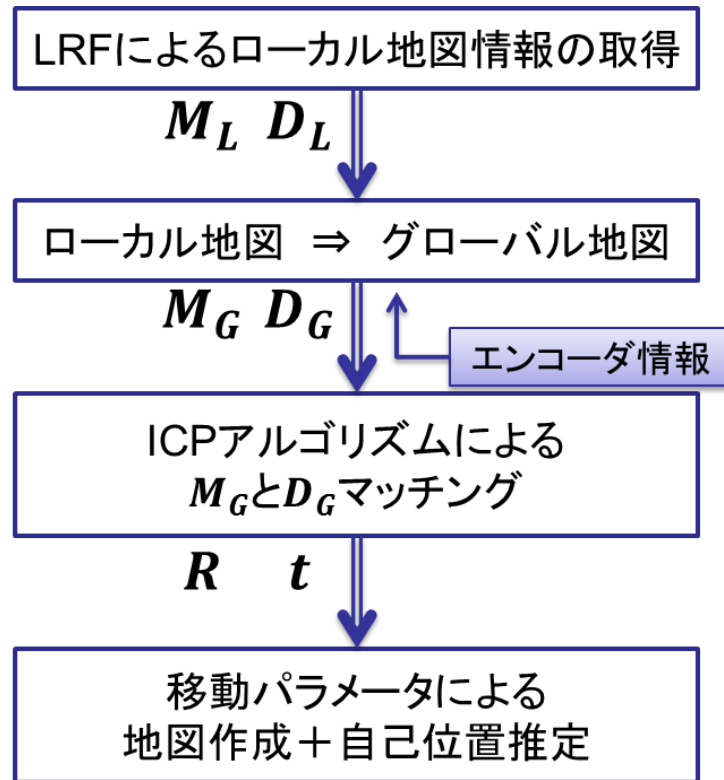 LRFによるローカル地図情報の取得
M_L D_L
ローカル地図 ⇒ グローバル地図
M_G D_G
エンコーダ情報
ICPアルゴリズムによる
M_GとD_Gマッチング
R t
移動パラメータによる
地図作成＋自己位置推定